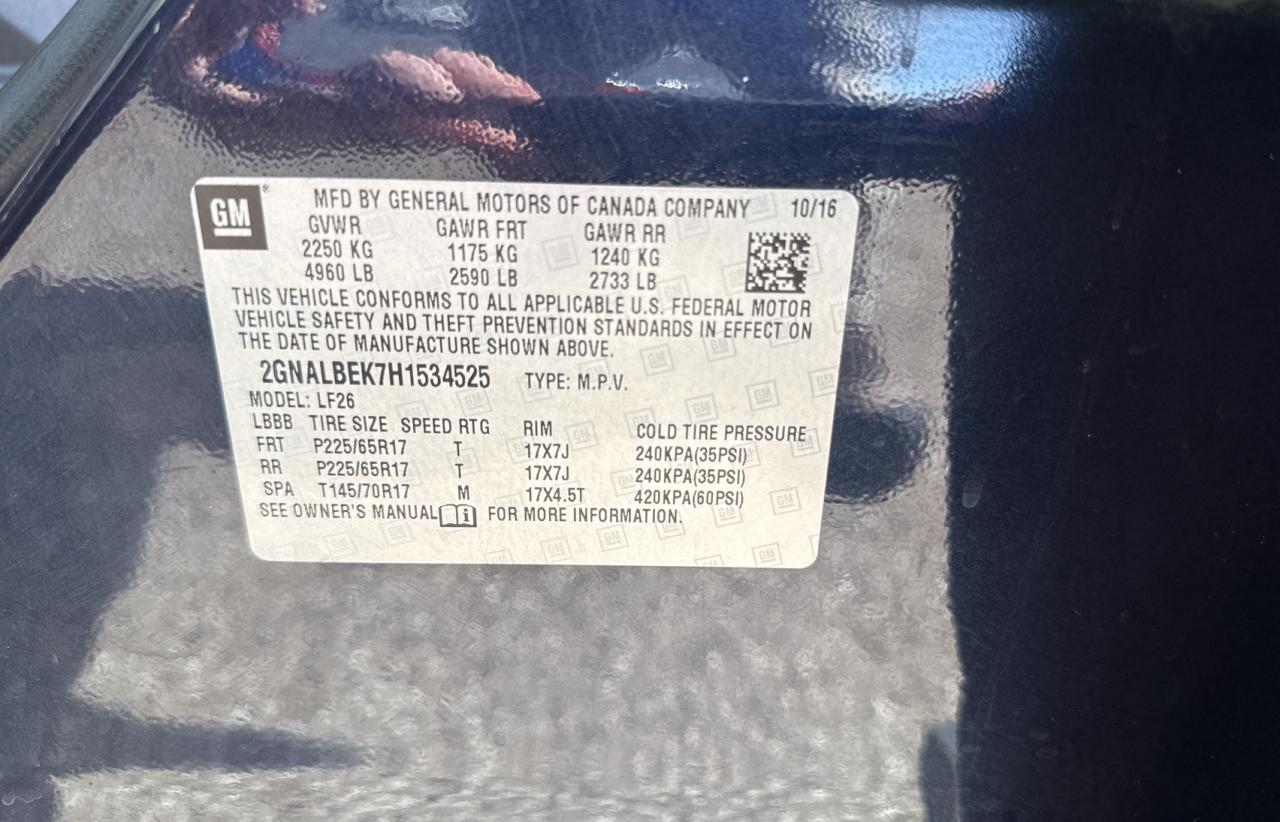 GM® MFD BY GENERAL MOTORS OF CANADA COMPANY 10/16
GVWR GAWR FRT GAWR RR
2250 KG 1175 KG 1240 KG
4960 LB 2590 LB 2733 LB
THIS VEHICLE CONFORMS TO ALL APPLICABLE U.S. FEDERAL MOTOR
VEHICLE SAFETY AND THEFT PREVENTION STANDARDS IN EFFECT ON
THE DATE OF MANUFACTURE SHOWN ABOVE.
2GNALBEK7H1534525 TYPE: M.P.V.
MODEL: LF26
LBBB TIRE SIZE SPEED RTG RIM COLD TIRE PRESSURE
FRT P225/65R17 T 17X7J 240KPA(35PSI)
RR P225/65R17 T 17X7J 240KPA(35PSI)
SPA T145/70R17 M 17X4.5T 420KPA(60PSI)
SEE OWNER'S MANUAL i FOR MORE INFORMATION.